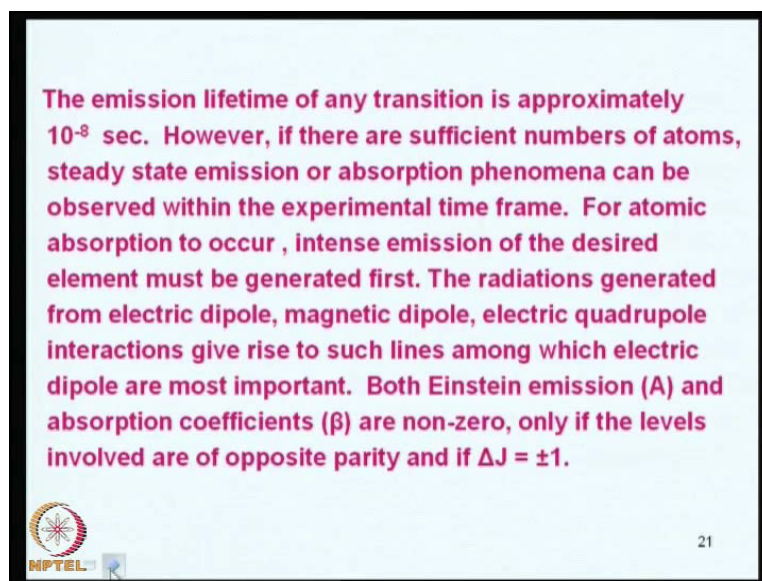 The emission lifetime of any transition is approximately
10⁻⁸ sec. However, if there are sufficient numbers of atoms,
steady state emission or absorption phenomena can be
observed within the experimental time frame. For atomic
absorption to occur , intense emission of the desired
element must be generated first. The radiations generated
from electric dipole, magnetic dipole, electric quadrupole
interactions give rise to such lines among which electric
dipole are most important. Both Einstein emission (A) and
absorption coefficients (β) are non-zero, only if the levels
involved are of opposite parity and if ΔJ = ±1.
21
NPTEL